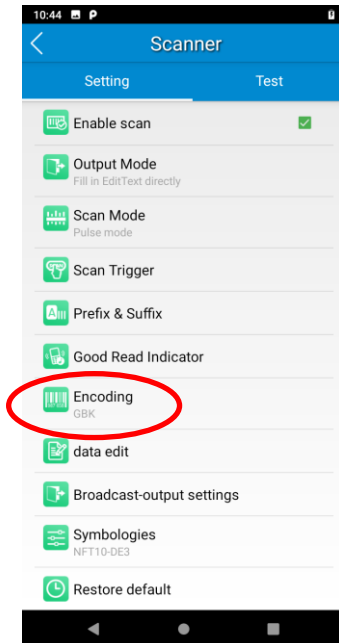 10:44
Scanner
Setting Test
Enable scan
Output Mode
Fill in EditText directly
Scan Mode
Pulse mode
Scan Trigger
Prefix & Suffix
Good Read Indicator
Encoding
GBK
data edit
Broadcast-output settings
Symbologies
NFT10-DE3
Restore default